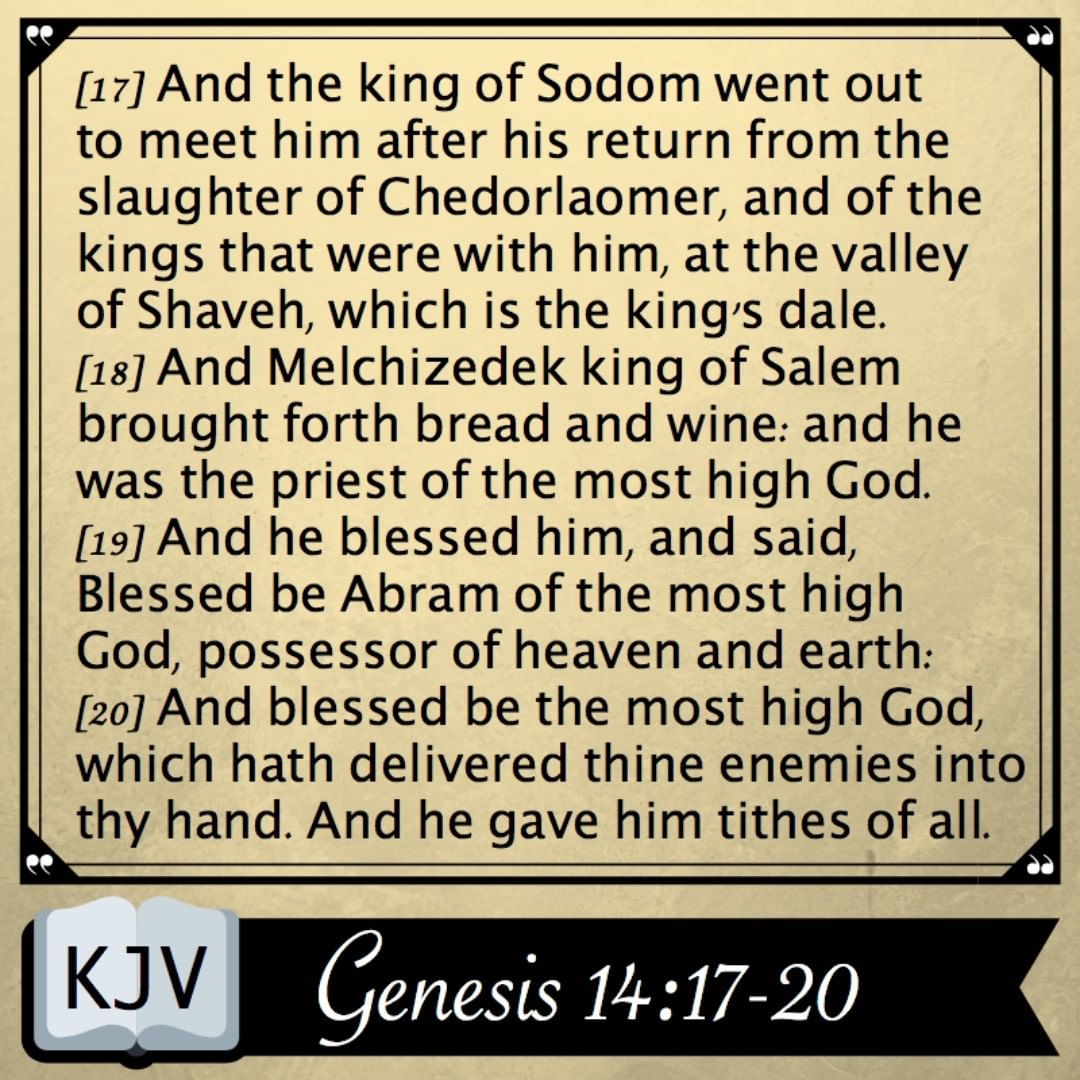 [17] And the king of Sodom went out
to meet him after his return from the
slaughter of Chedorlaomer, and of the
kings that were with him, at the valley
of Shaveh, which is the king's dale.
[18] And Melchizedek king of Salem
brought forth bread and wine: and he
was the priest of the most high God.
[19] And he blessed him, and said,
Blessed be Abram of the most high
God, possessor of heaven and earth:
[20] And blessed be the most high God,
which hath delivered thine enemies into
thy hand. And he gave him tithes of all.
KJV
Genesis 14:17-20